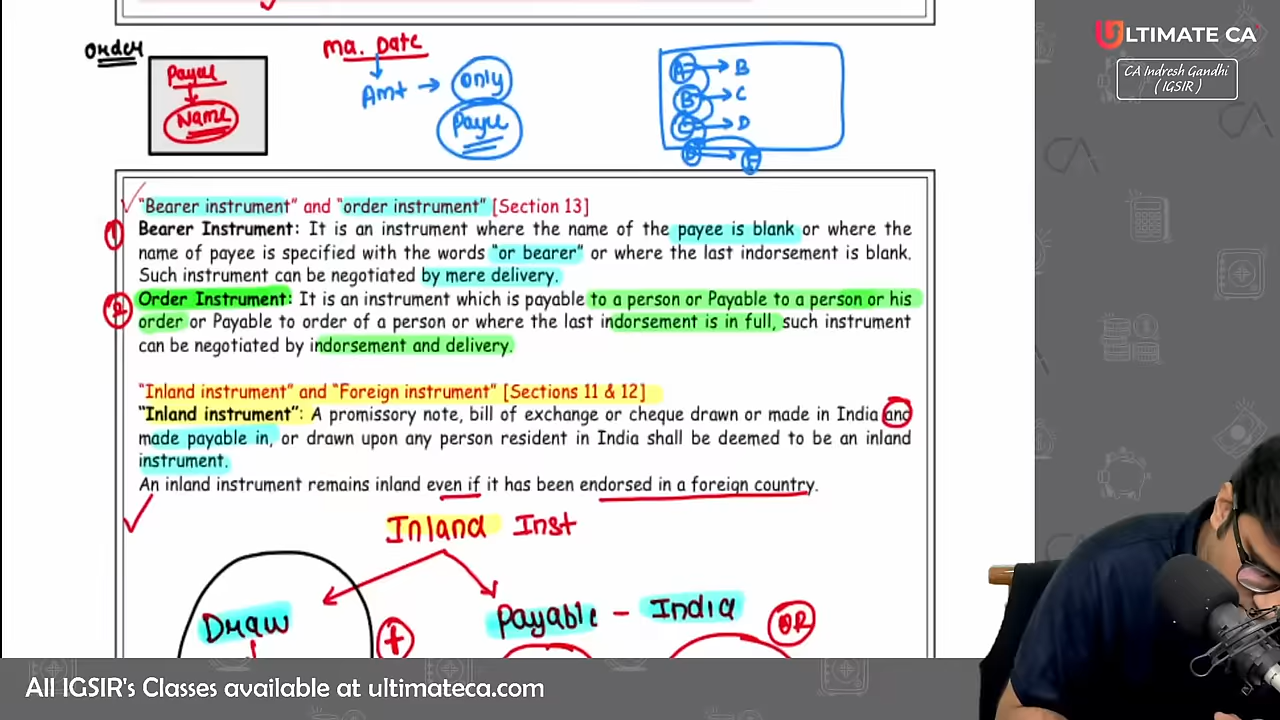 ULTIMATE CA
CA Indresh Gandhi
( IGSIR )
order
Payee
Name
Ma. Date
Amt → only
Payee
A → B
B → C
C → D
D →
"Bearer instrument" and "order instrument" [Section 13]
1
Bearer Instrument: It is an instrument where the name of the payee is blank or where the
name of payee is specified with the words "or bearer" or where the last indorsement is blank.
Such instrument can be negotiated by mere delivery.
2
Order Instrument: It is an instrument which is payable to a person or Payable to a person or his
order or Payable to order of a person or where the last indorsement is in full, such instrument
can be negotiated by indorsement and delivery.
"Inland instrument" and "Foreign instrument" [Sections 11 & 12]
"Inland instrument": A promissory note, bill of exchange or cheque drawn or made in India and
made payable in, or drawn upon any person resident in India shall be deemed to be an inland
instrument.
An inland instrument remains inland even if it has been endorsed in a foreign country.
Inland Inst
Draw + Payable - India OR
All IGSIR's Classes available at ultimateca.com